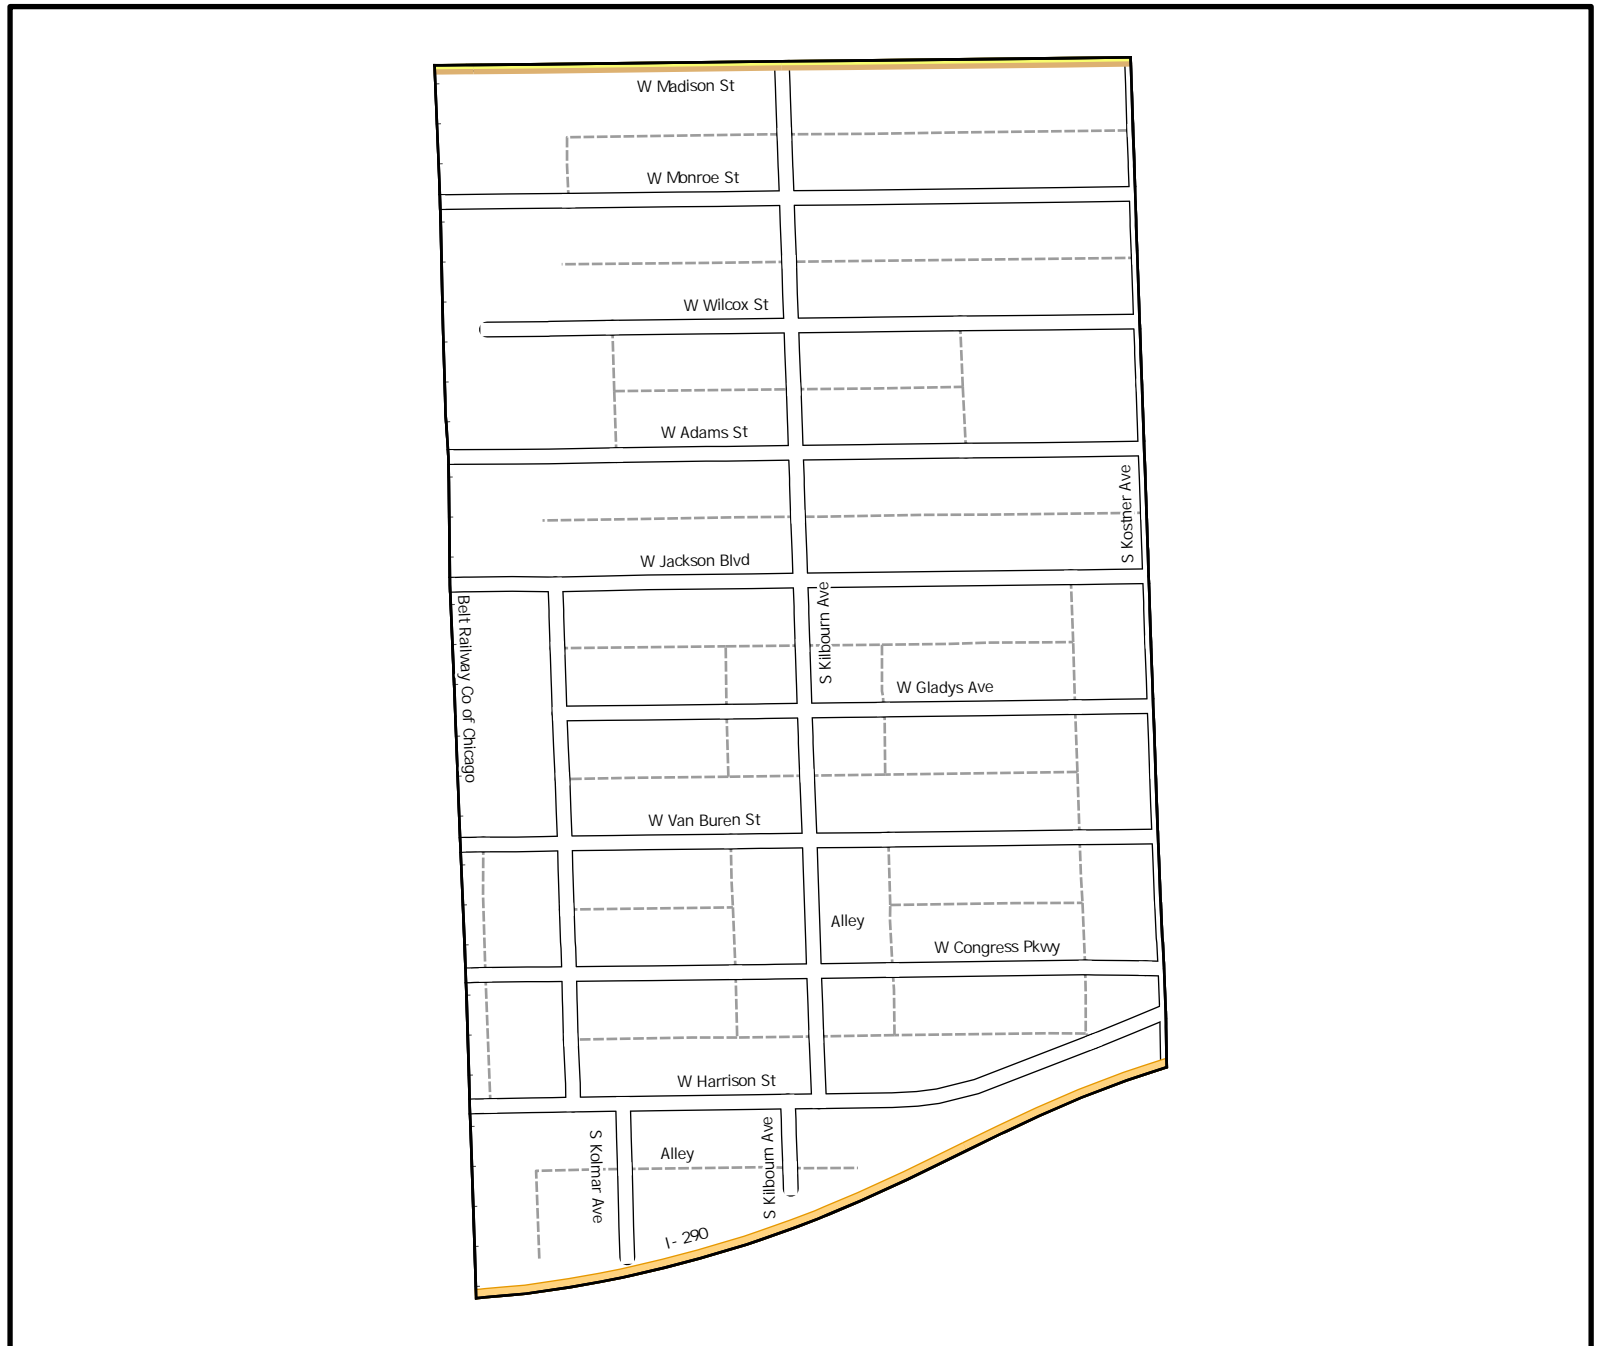 W Madison St
W Monroe St
W Wilcox St
W Adams St
S Kostner Ave
W Jackson Blvd
S Kilbourn Ave
Belt Railway Co of Chicago
W Gladys Ave
W Van Buren St
Alley
W Congress Pkwy
W Harrison St
S Kolmar Ave
Alley
S Kilbourn Ave
I- 290